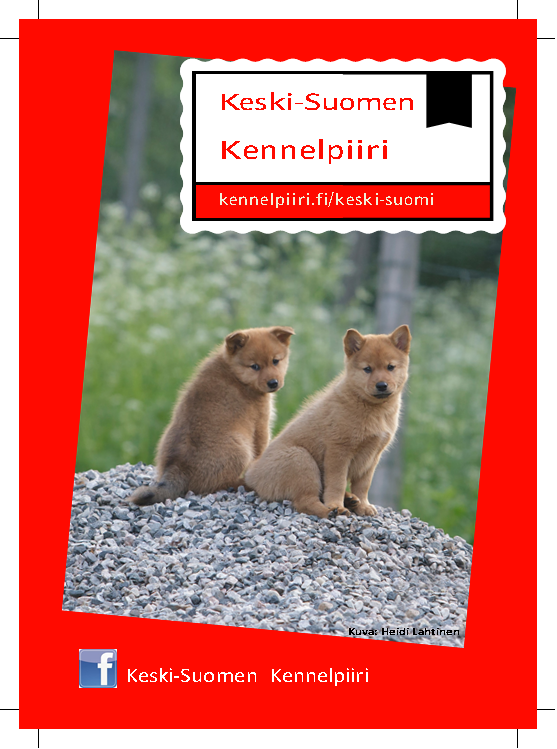 Keski-Suomen
Kennelpiiri
kennelpiiri.fi/keski-suomi
Kuva: Heidi Lahtinen
f
Keski-Suomen Kennelpiiri